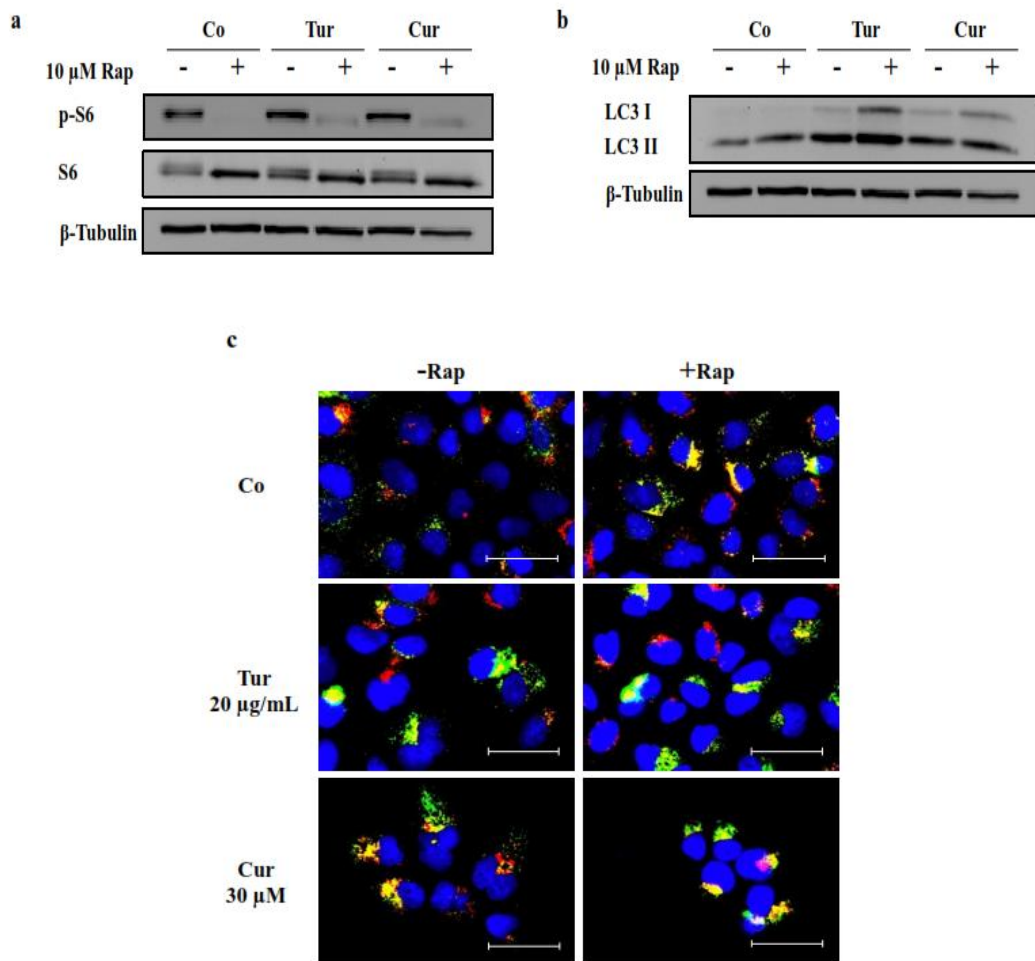 a
Co Tur Cur
10 µM Rap - + - + - +
p-S6
S6
β-Tubulin
b
Co Tur Cur
10 µM Rap - + - + - +
LC3 I
LC3 II
β-Tubulin
c
-Rap +Rap
Co
Tur
20 µg/mL
Cur
30 µM